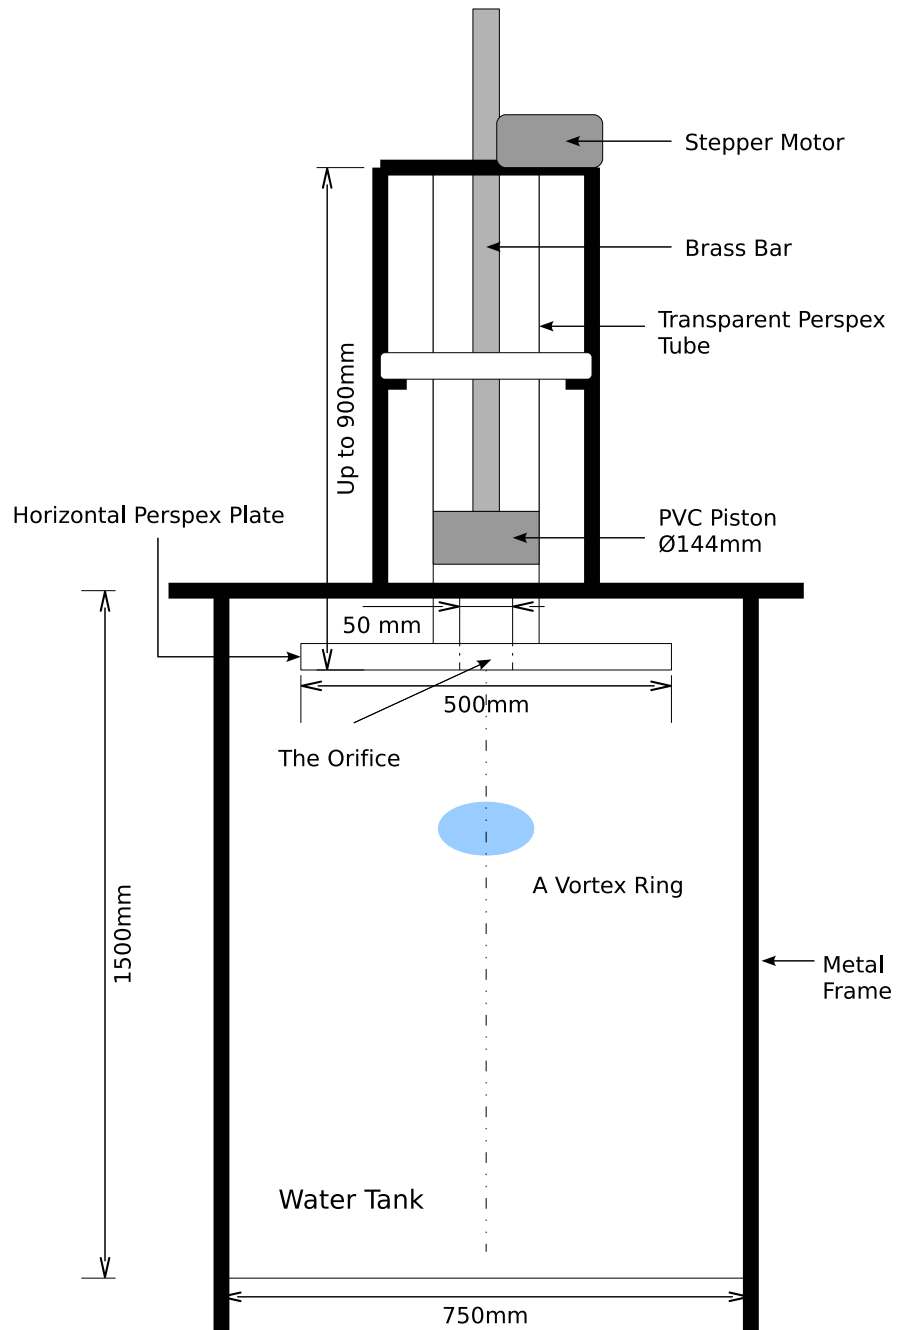 Stepper Motor
Brass Bar
Transparent Perspex
Tube
Up to 900mm
Horizontal Perspex Plate
PVC Piston
Ø144mm
50 mm
500mm
The Orifice
A Vortex Ring
1500mm
Metal
Frame
Water Tank
750mm